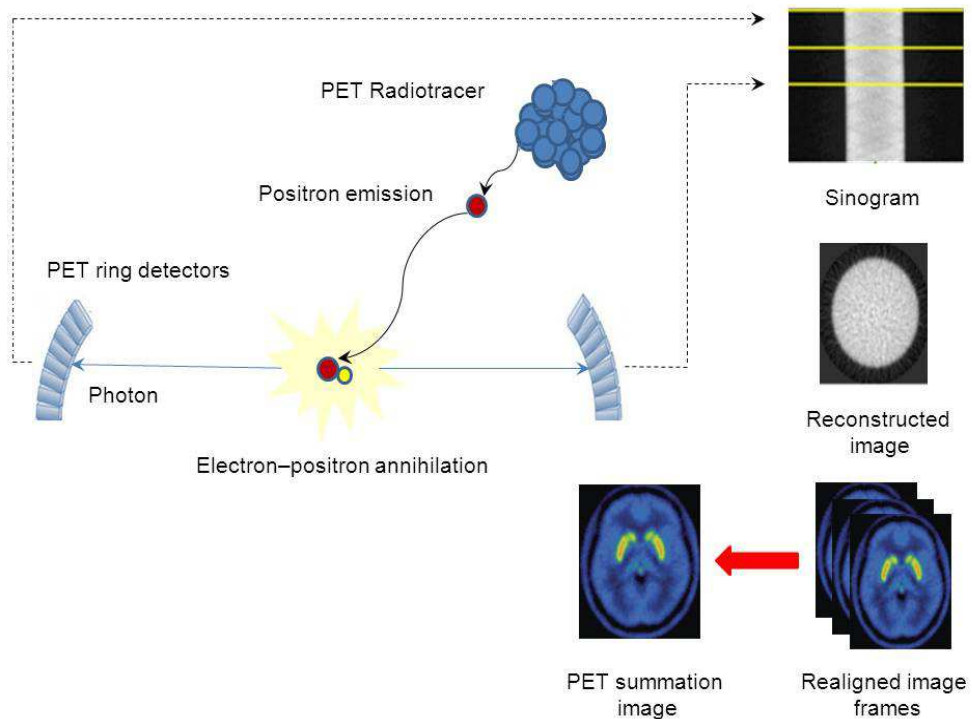 PET Radiotracer
Positron emission
Sinogram
PET ring detectors
Photon
Electron–positron annihilation
Reconstructed
image
PET summation
image
Realigned image
frames